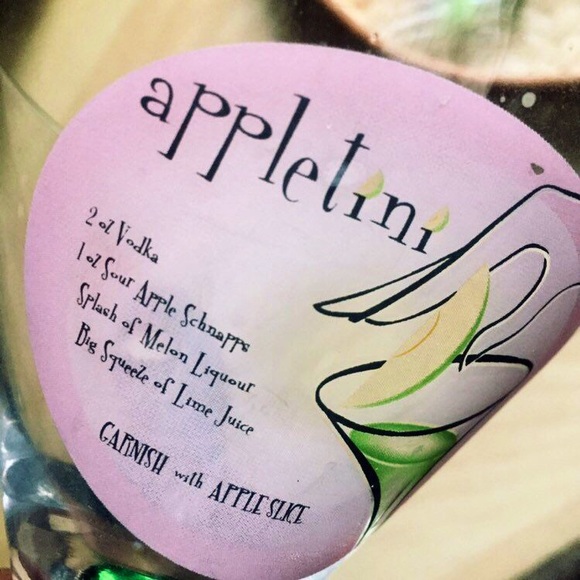 appletini
2 oz Vodka
1 oz Sour Apple Schnapps
Splash of Melon Liquour
Big Squeeze of Lime Juice
GARNISH with APPLE SLICE